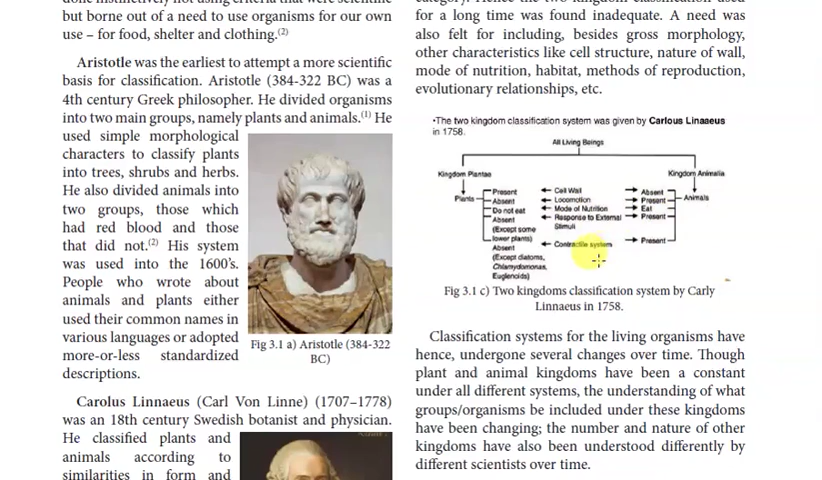 done instinctively not using criteria that were scientific
but borne out of a need to use organisms for our own
use – for food, shelter and clothing.(2)
Aristotle was the earliest to attempt a more scientific
basis for classification. Aristotle (384-322 BC) was a
4th century Greek philosopher. He divided organisms
into two main groups, namely plants and animals.(1) He
used simple morphological
characters to classify plants
into trees, shrubs and herbs.
He also divided animals into
two groups, those which
had red blood and those
that did not.(2) His system
was used into the 1600's.
People who wrote about
animals and plants either
used their common names in
various languages or adopted
more-or-less standardized
descriptions.
Fig 3.1 a) Aristotle (384-322
BC)
Carolus Linnaeus (Carl Von Linne) (1707–1778)
was an 18th century Swedish botanist and physician.
He classified plants and
animals according to
similarities in form and
category. Hence the two kingdom classification used
for a long time was found inadequate. A need was
also felt for including, besides gross morphology,
other characteristics like cell structure, nature of wall,
mode of nutrition, habitat, methods of reproduction,
evolutionary relationships, etc.
•The two kingdom classification system was given by Carlous Linnaeus
in 1758.
All Living Beings
Kingdom Plantae Kingdom Animalia
Plants Present Cell Wall Absent Animals
Absent Locomotion Present
Do not eat Mode of Nutrition Eat
Absent Response to External Present
(Except some Stimuli
lower plants)
Absent Contractile system Present
(Except diatoms,
Chlamydomonas,
Euglenoids)
Fig 3.1 c) Two kingdoms classification system by Carly
Linnaeus in 1758.
Classification systems for the living organisms have
hence, undergone several changes over time. Though
plant and animal kingdoms have been a constant
under all different systems, the understanding of what
groups/organisms be included under these kingdoms
have been changing; the number and nature of other
kingdoms have also been understood differently by
different scientists over time.